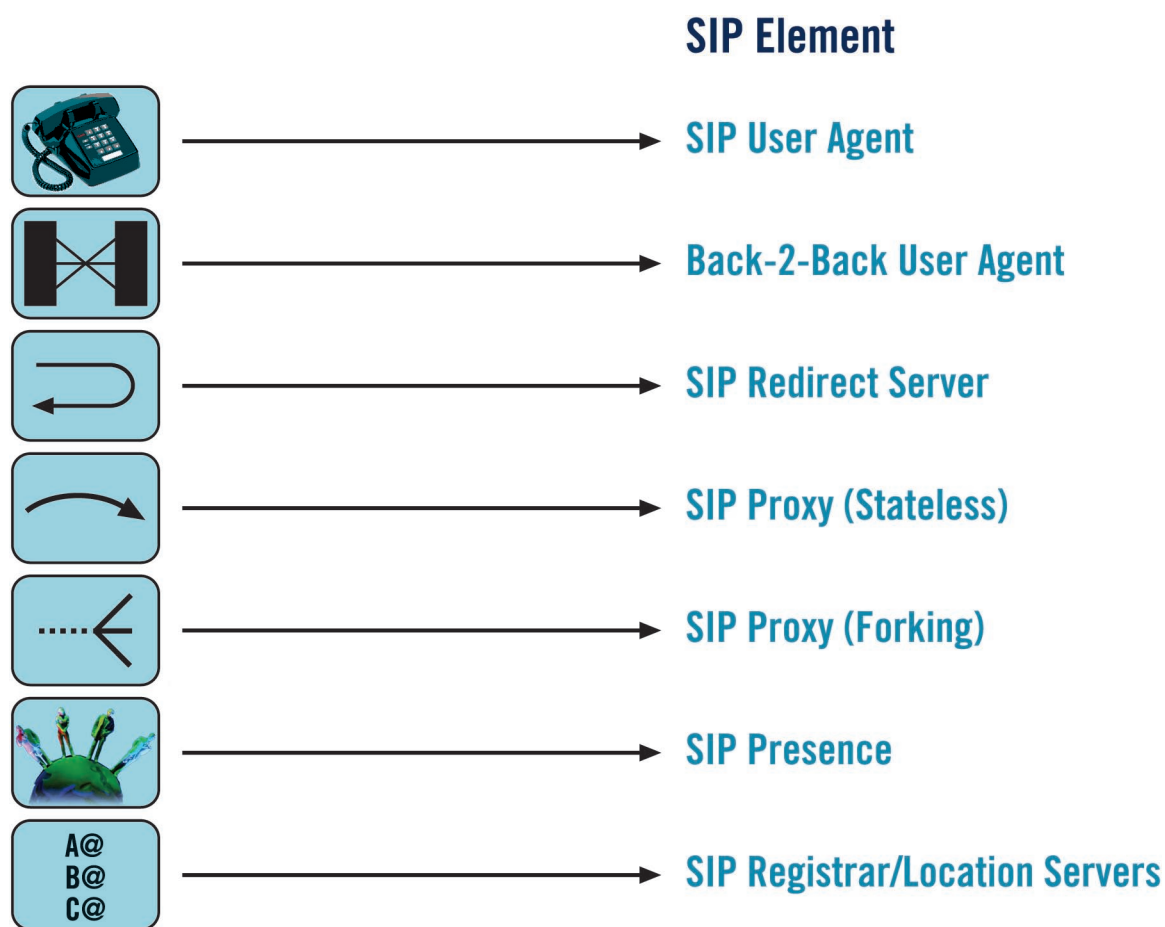 SIP Element
SIP User Agent
Back-2-Back User Agent
SIP Redirect Server
SIP Proxy (Stateless)
SIP Proxy (Forking)
SIP Presence
A@
B@
C@
SIP Registrar/Location Servers